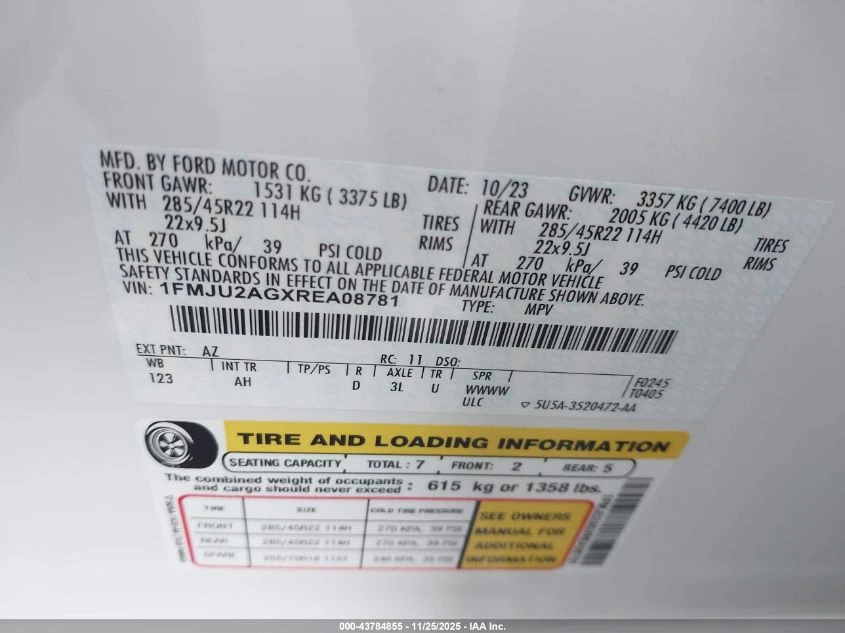 MFD. BY FORD MOTOR CO. DATE: 10/23 GVWR: 3357 KG ( 7400 LB)
FRONT GAWR: 1531 KG ( 3375 LB) REAR GAWR: 2005 KG ( 4420 LB)
WITH 285/45R22 114H TIRES WITH 285/45R22 114H TIRES
22x9.5J RIMS 22x9.5J RIMS
AT 270 kPa/ 39 PSI COLD AT 270 kPa/ 39 PSI COLD
THIS VEHICLE CONFORMS TO ALL APPLICABLE FEDERAL MOTOR VEHICLE
SAFETY STANDARDS IN EFFECT ON THE DATE OF MANUFACTURE SHOWN ABOVE.
VIN: 1FMJU2AGXREA08781 TYPE: MPV
EXT PNT: AZ RC: 11 DSO:
WB INT TR TP/PS R AXLE TR SPR F0245
123 AH D 3L U WWWW T0405
ULC 5U5A-3520472-AA
TIRE AND LOADING INFORMATION
SEATING CAPACITY TOTAL : 7 FRONT: 2 REAR: 5
The combined weight of occupants
and cargo should never exceed : 615 kg or 1358 lbs.
TIRE SIZE COLD TIRE PRESSURE
FRONT 285/45R22 114H 270 KPA, 39 PSI
REAR 285/45R22 114H 270 KPA, 39 PSI
SPARE
SEE OWNERS
MANUAL FOR
ADDITIONAL
INFORMATION
000-43784855 - 11/25/2025 - IAA Inc.